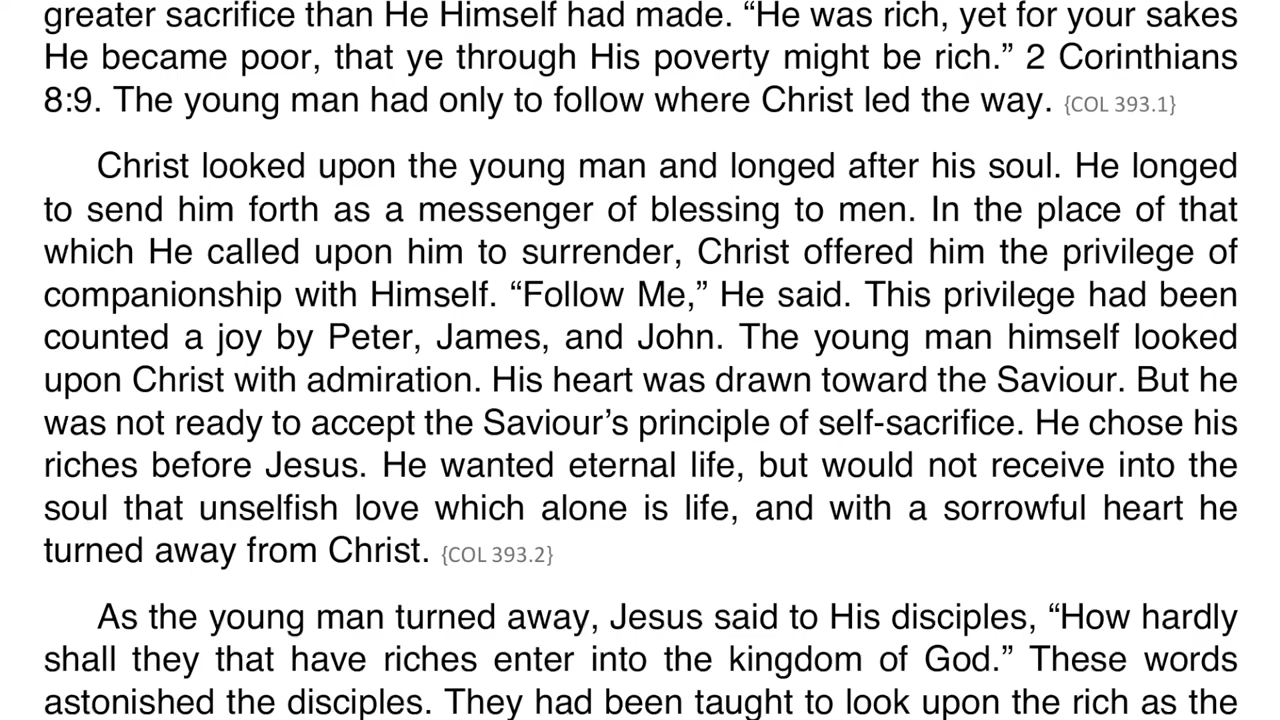 greater sacrifice than He Himself had made. “He was rich, yet for your sakes
He became poor, that ye through His poverty might be rich.” 2 Corinthians
8:9. The young man had only to follow where Christ led the way. {COL 393.1}
Christ looked upon the young man and longed after his soul. He longed
to send him forth as a messenger of blessing to men. In the place of that
which He called upon him to surrender, Christ offered him the privilege of
companionship with Himself. “Follow Me,” He said. This privilege had been
counted a joy by Peter, James, and John. The young man himself looked
upon Christ with admiration. His heart was drawn toward the Saviour. But he
was not ready to accept the Saviour’s principle of self-sacrifice. He chose his
riches before Jesus. He wanted eternal life, but would not receive into the
soul that unselfish love which alone is life, and with a sorrowful heart he
turned away from Christ. {COL 393.2}
As the young man turned away, Jesus said to His disciples, “How hardly
shall they that have riches enter into the kingdom of God.” These words
astonished the disciples. They had been taught to look upon the rich as the